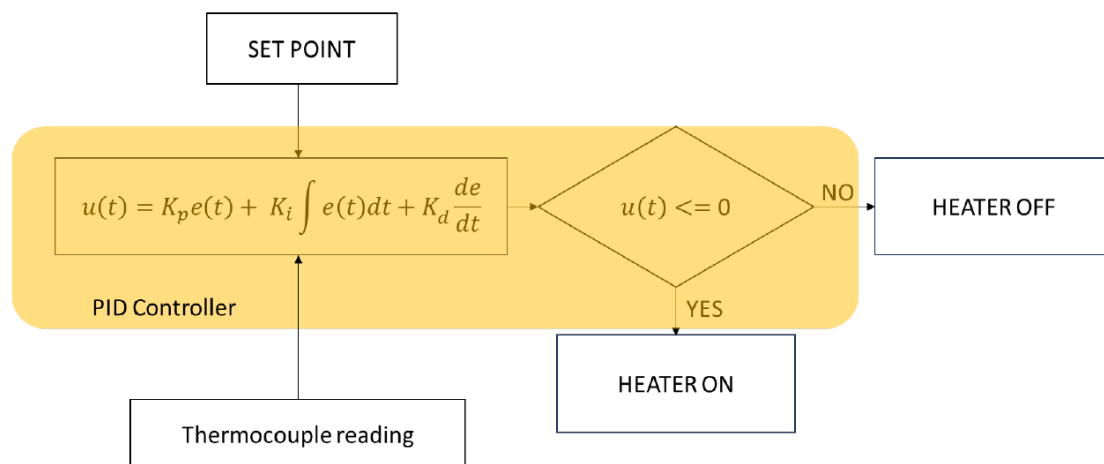 SET POINT
u(t) = K_p e(t) + K_i ∫ e(t)dt + K_d de/dt
u(t) <= 0
NO
HEATER OFF
PID Controller
YES
HEATER ON
Thermocouple reading